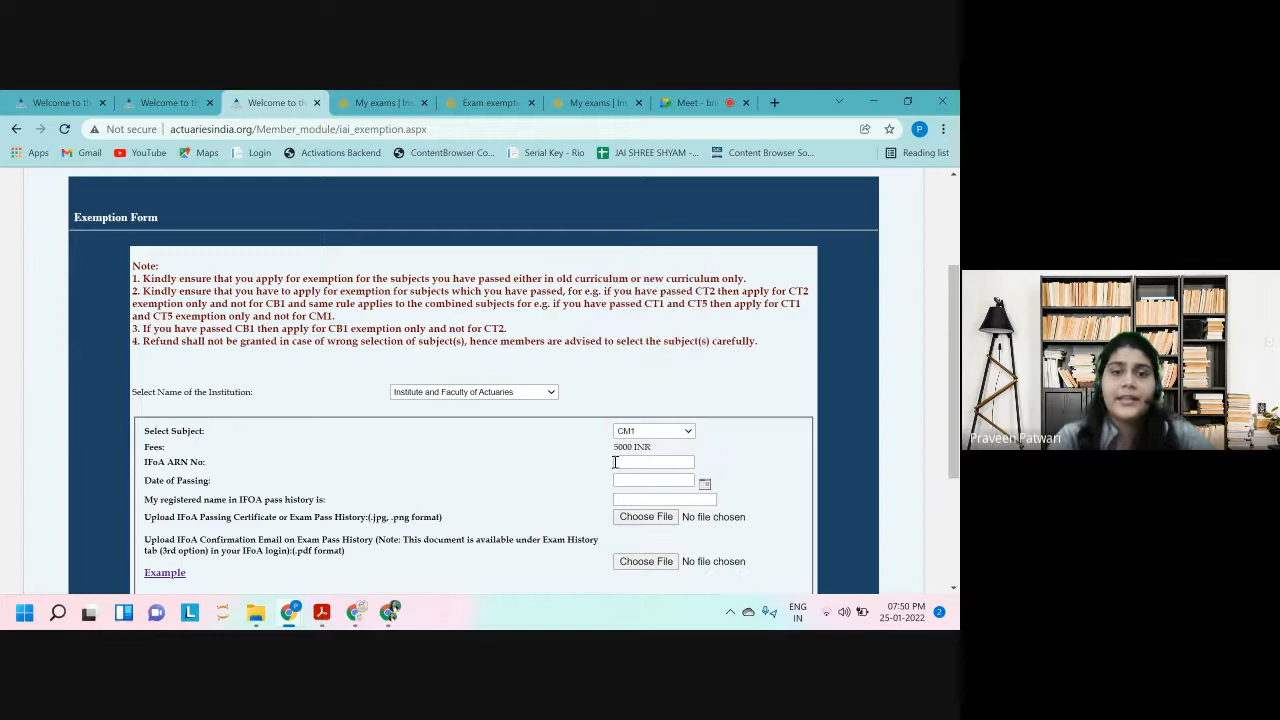 Welcome to th
Welcome to th
Welcome to th
My exams | Ins
Exam exemptic
My exams | Ins
Meet - br
Not secure
actuariesindia.org/Member_module/iai_exemption.aspx
P
Apps
Gmail
YouTube
Maps
Login
Activations Backend
ContentBrowser Co...
Serial Key - Rio
JAI SHREE SHYAM -...
Content Browser So...
Reading list
Exemption Form
Note:
1. Kindly ensure that you apply for exemption for the subjects you have passed either in old curriculum or new curriculum only.
2. Kindly ensure that you have to apply for exemption for subjects which you have passed, for e.g. if you have passed CT2 then apply for CT2
exemption only and not for CB1 and same rule applies to the combined subjects for e.g. if you have passed CT1 and CT5 then apply for CT1
and CT5 exemption only and not for CM1.
3. If you have passed CB1 then apply for CB1 exemption only and not for CT2.
4. Refund shall not be granted in case of wrong selection of subject(s), hence members are advised to select the subject(s) carefully.
Select Name of the Institution:
Institute and Faculty of Actuaries
Select Subject:
CM1
Fees:
5000 INR
IFoA ARN No:
Date of Passing:
My registered name in IFOA pass history is:
Upload IFoA Passing Certificate or Exam Pass History:(.jpg, .png format)
Choose File No file chosen
Upload IFoA Confirmation Email on Exam Pass History (Note: This document is available under Exam History
tab (3rd option) in your IFoA login):(.pdf format)
Choose File No file chosen
Example
Praveen Patwari
ENG
IN
07:50 PM
25-01-2022
2